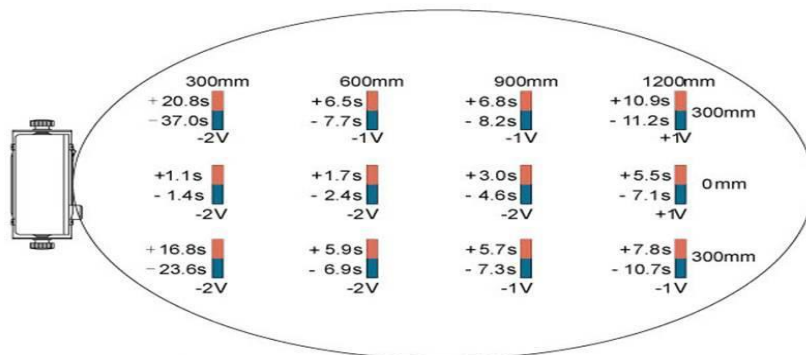 300mm 600mm 900mm 1200mm
+20.8s +6.5s +6.8s +10.9s
-37.0s -7.7s -8.2s -11.2s 300mm
-2V -1V -1V +1V
+1.1s +1.7s +3.0s +5.5s
-1.4s -2.4s -4.6s -7.1s 0mm
-2V -2V -2V +1V
+16.8s +5.9s +5.7s +7.8s
-23.6s -6.9s -7.3s -10.7s 300mm
-2V -2V -1V -1V